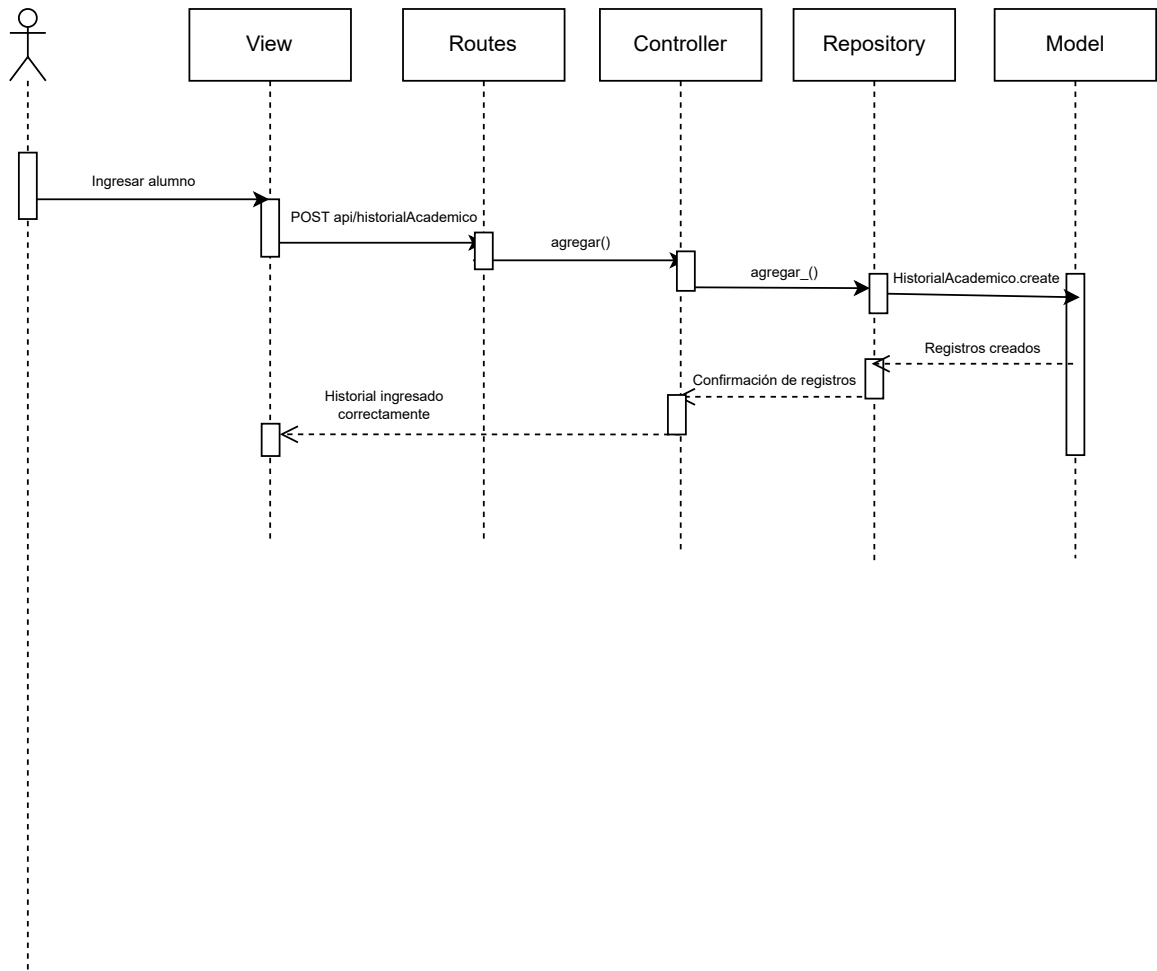 View
Routes
Controller
Repository
Model
Ingresar alumno
POST api/historialAcademico
agregar()
agregar_()
HistorialAcademico.create
Registros creados
Confirmación de registros
Historial ingresado
correctamente